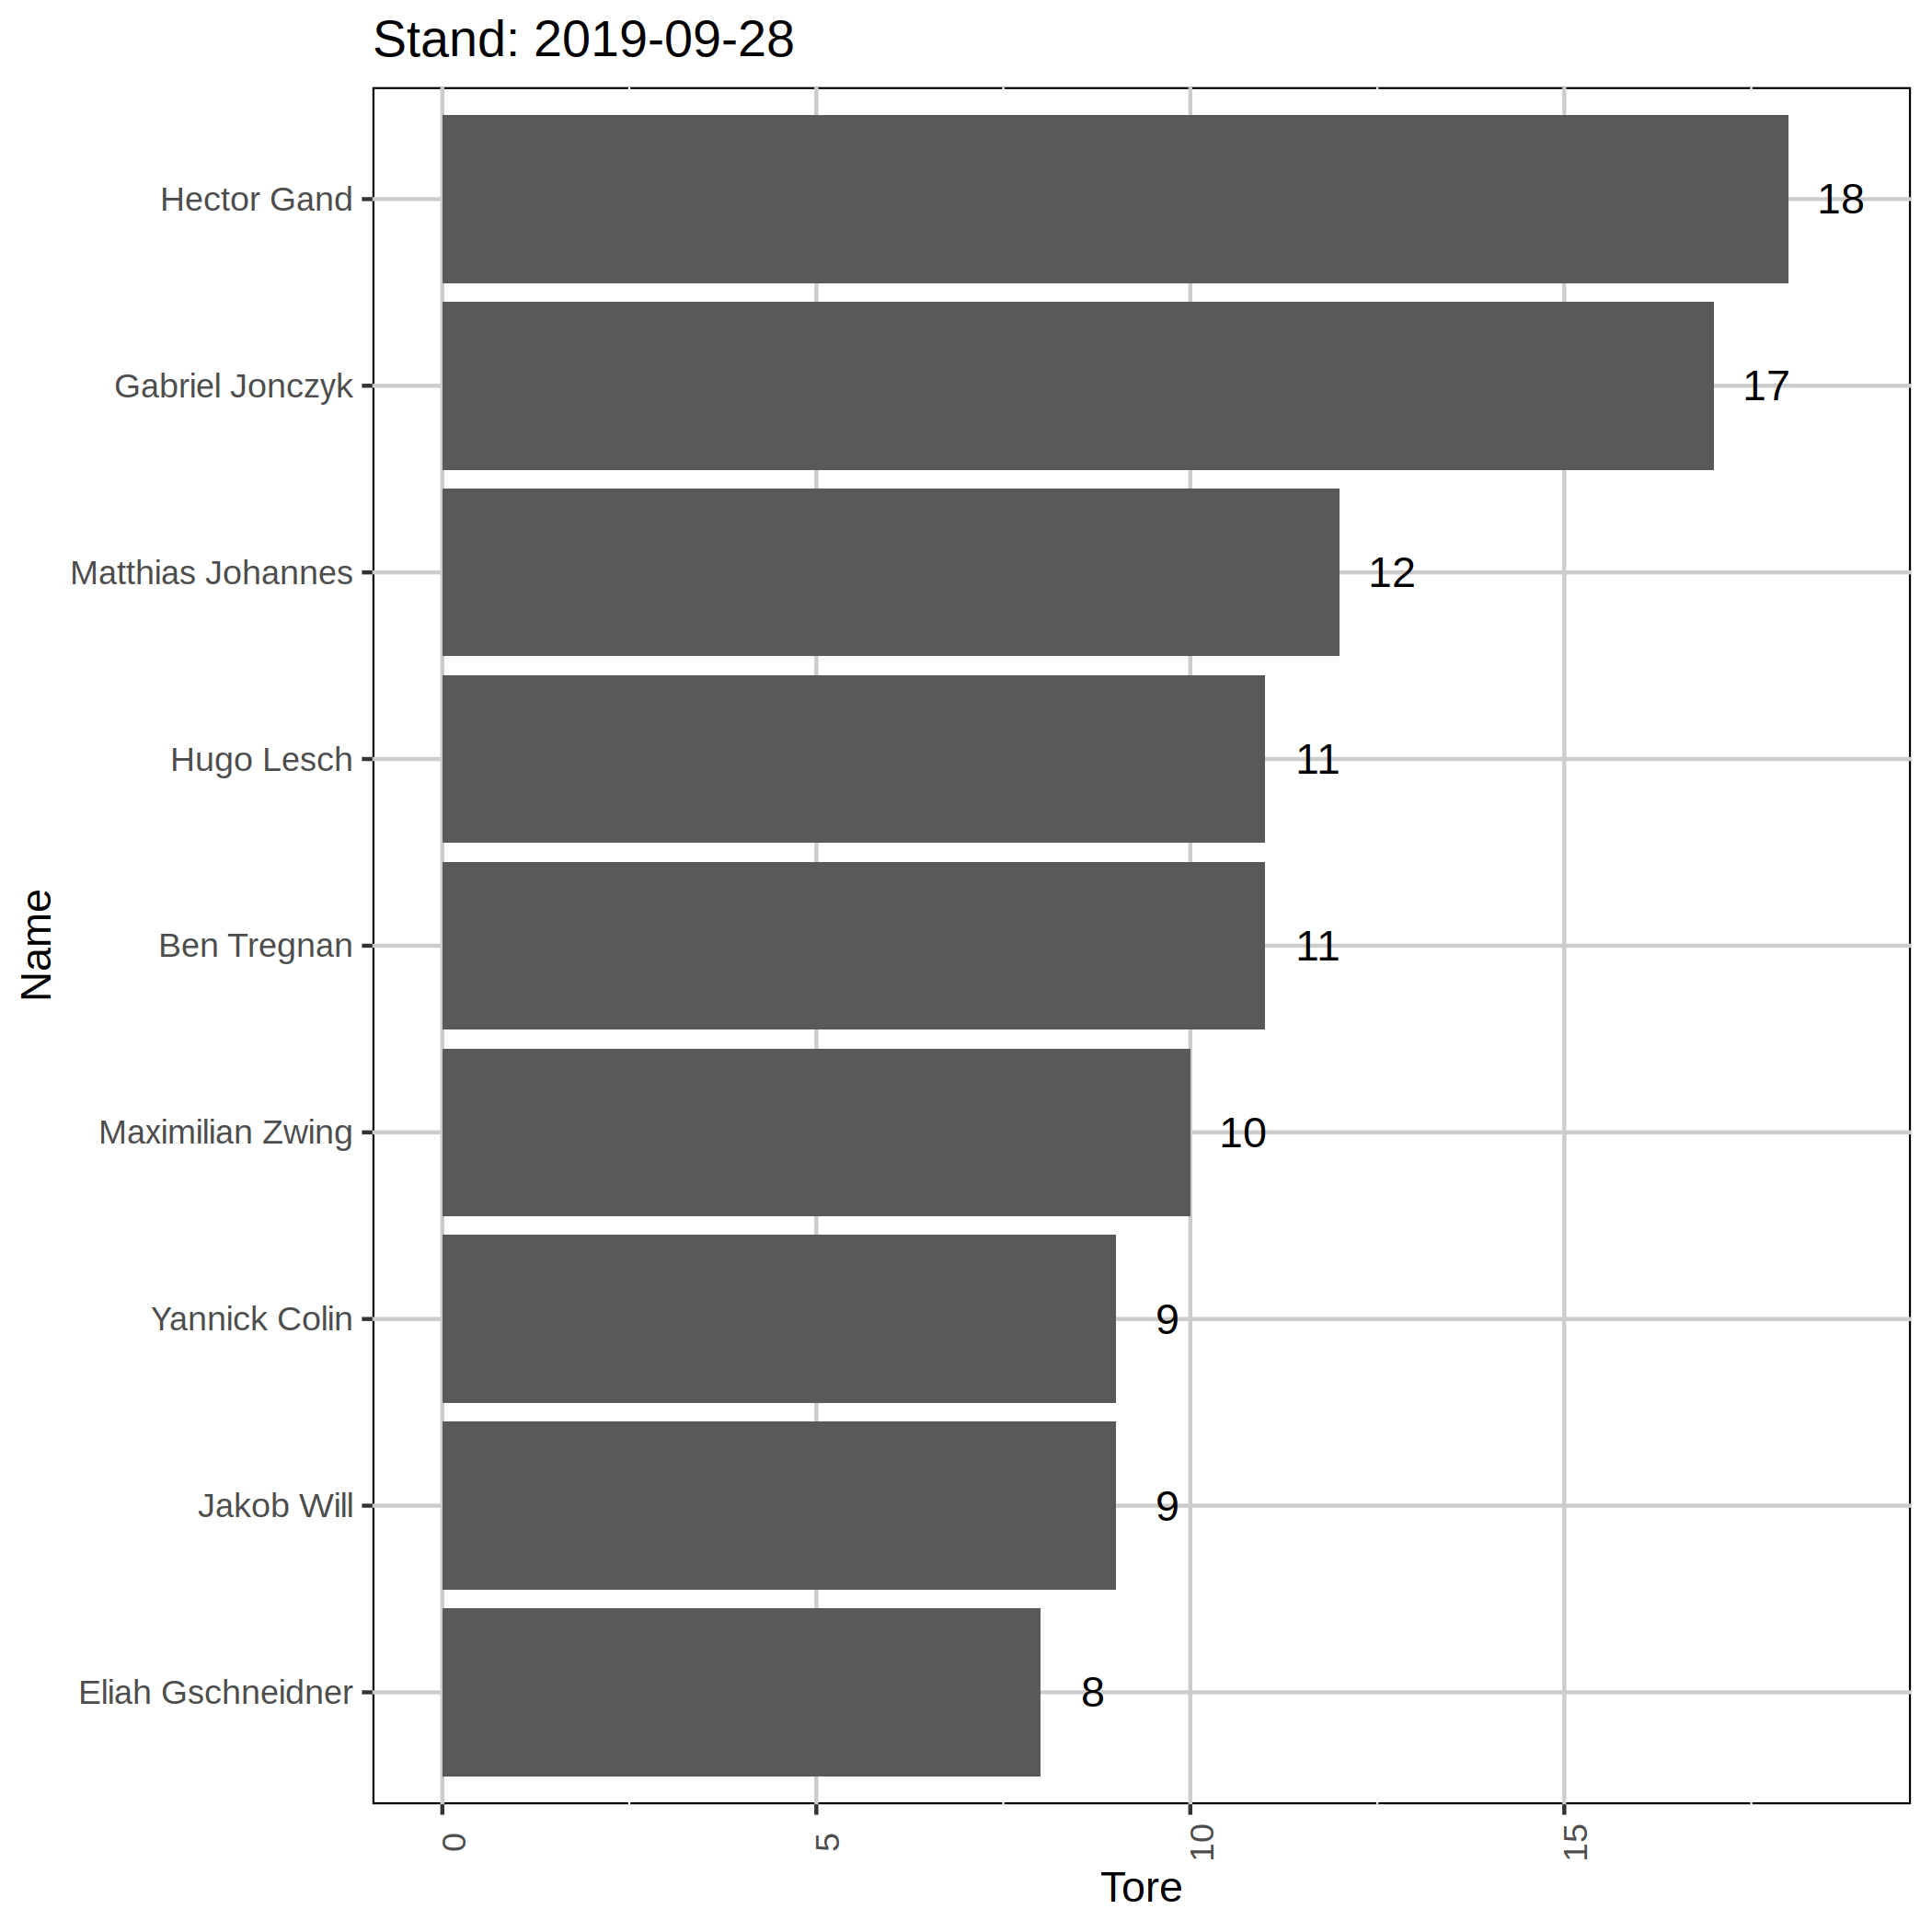 Stand: 2019-09-28
Hector Gand
18
Gabriel Jonczyk
17
Matthias Johannes
12
Hugo Lesch
11
Ben Tregnan
11
Maximilian Zwing
10
Yannick Colin
9
Jakob Will
9
Eliah Gschneidner
8
Name
0
5
10
15
Tore